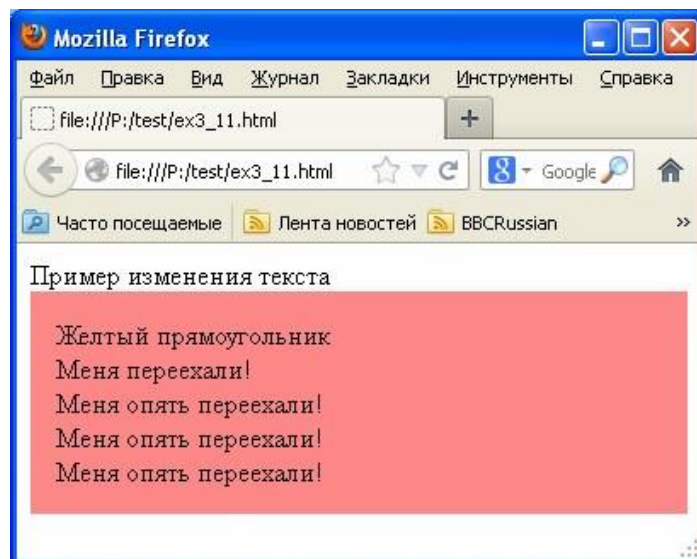 Mozilla Firefox
Файл Правка Вид Журнал Закладки Инструменты Справка
file:///P:/test/ex3_11.html
file:///P:/test/ex3_11.html Google
Часто посещаемые Лента новостей BBCRussian
Пример изменения текста
Желтый прямоугольник
Меня переехали!
Меня опять переехали!
Меня опять переехали!
Меня опять переехали!